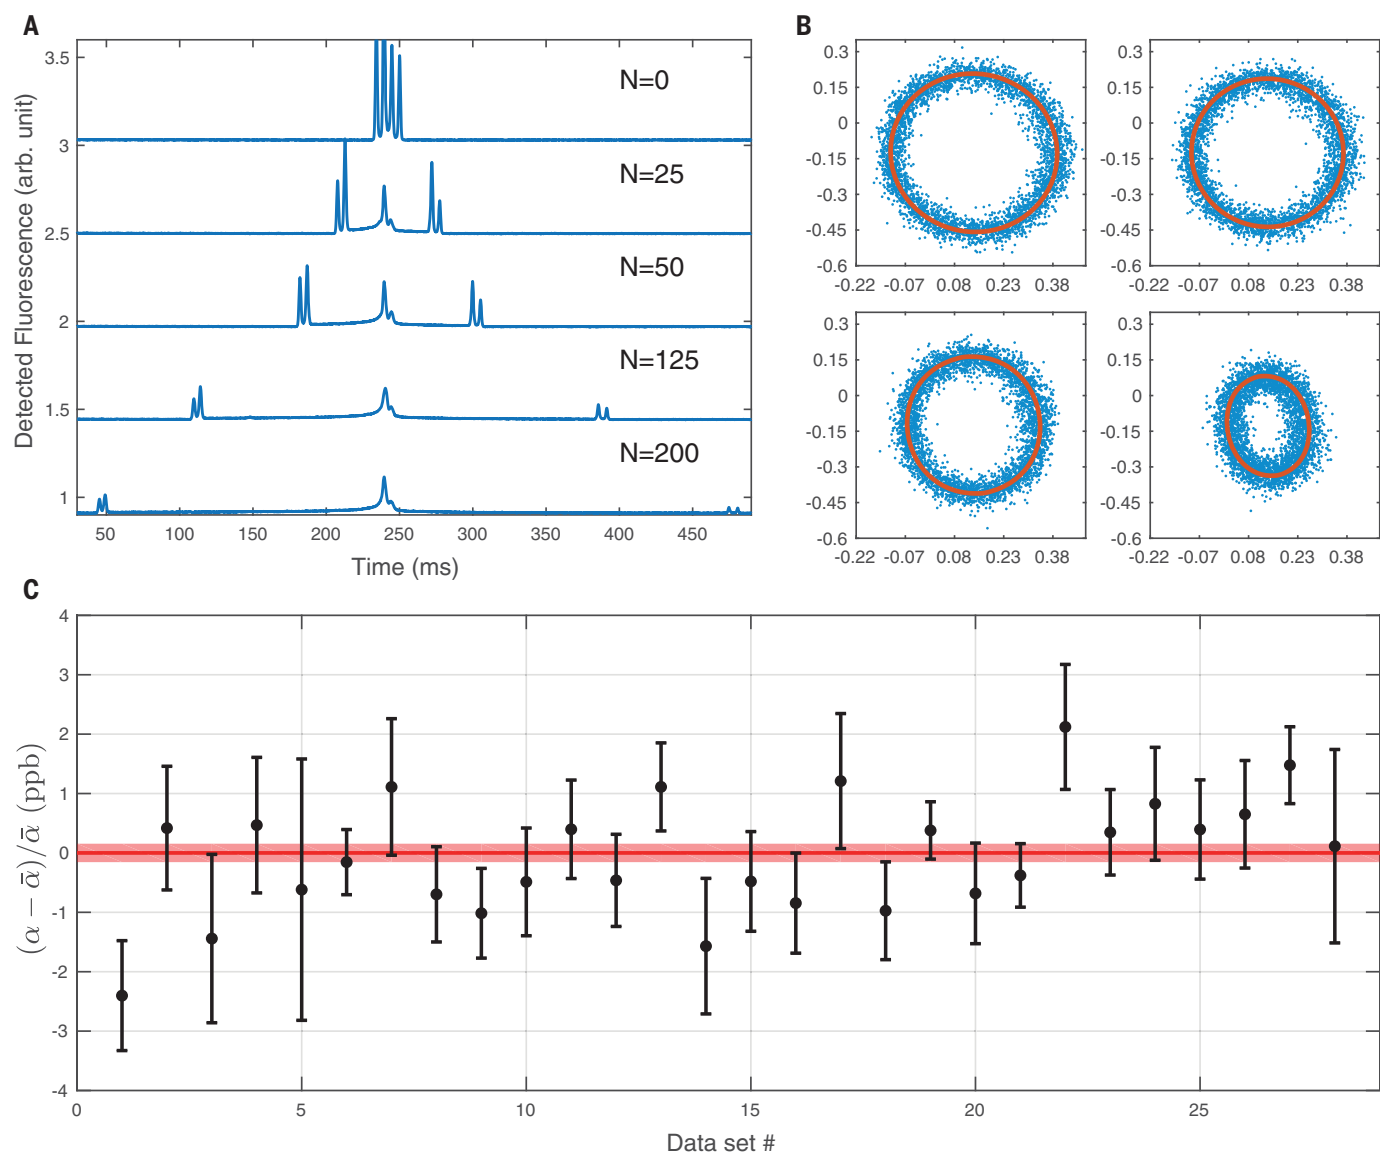 A
Detected Fluorescence (arb. unit)
3.5
3
2.5
2
1.5
1
N=0
N=25
N=50
N=125
N=200
50 100 150 200 250 300 350 400 450
Time (ms)
B
0.3
0.15
0
-0.15
-0.3
-0.45
-0.6
-0.22 -0.07 0.08 0.23 0.38
0.3
0.15
0
-0.15
-0.3
-0.45
-0.6
-0.22 -0.07 0.08 0.23 0.38
0.3
0.15
0
-0.15
-0.3
-0.45
-0.6
-0.22 -0.07 0.08 0.23 0.38
0.3
0.15
0
-0.15
-0.3
-0.45
-0.6
-0.22 -0.07 0.08 0.23 0.38
C
(α − ᾱ)/ᾱ (ppb)
4
3
2
1
0
-1
-2
-3
-4
0 5 10 15 20 25
Data set #